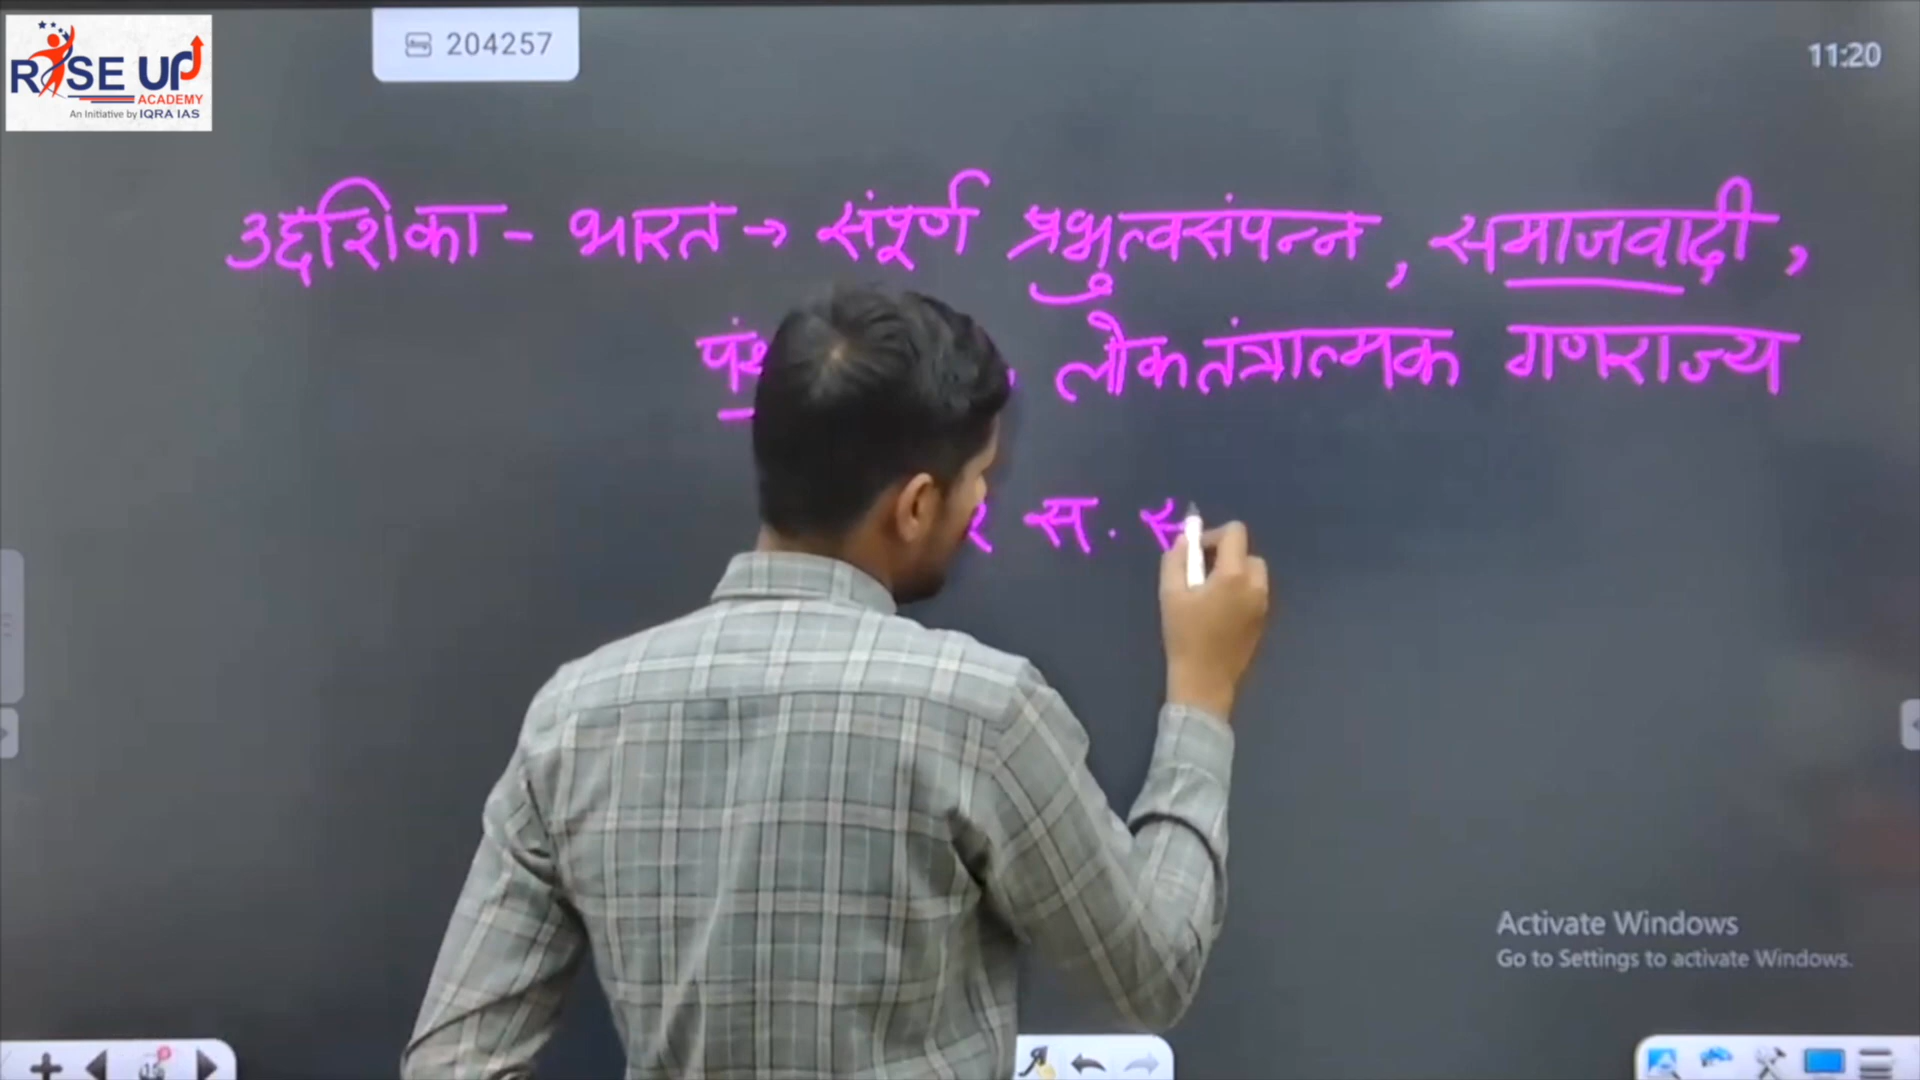 RISE UP
ACADEMY
An Initiative by IQRA IAS
204257
11:20
उद्दशिका - भारत → संपूर्ण प्रभुत्वसंपन्न, समाजवादी,
लोकतंत्रात्मक गणराज्य
स.
Activate Windows
Go to Settings to activate Windows.